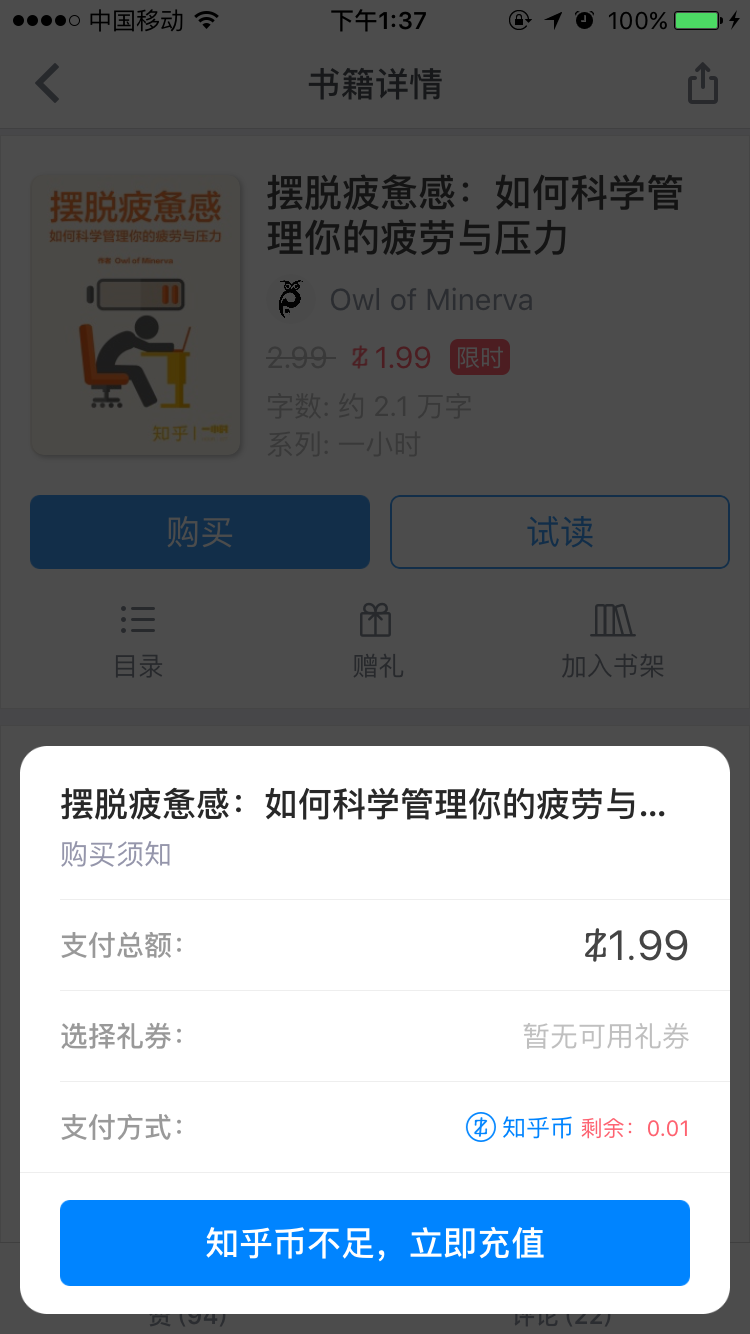 中国移动 下午1:37 100%
书籍详情
摆脱疲惫感
如何科学管理你的疲劳与压力
作者 Owl of Minerva
知乎 | 一小时
摆脱疲惫感：如何科学管
理你的疲劳与压力
Owl of Minerva
2.99 1.99 限时
字数: 约 2.1 万字
系列: 一小时
购买 试读
目录 赠礼 加入书架
摆脱疲惫感：如何科学管理你的疲劳与...
购买须知
支付总额： 1.99
选择礼券： 暂无可用礼券
支付方式： 知乎币 剩余：0.01
知乎币不足，立即充值
赞 (94) 评论 (22)